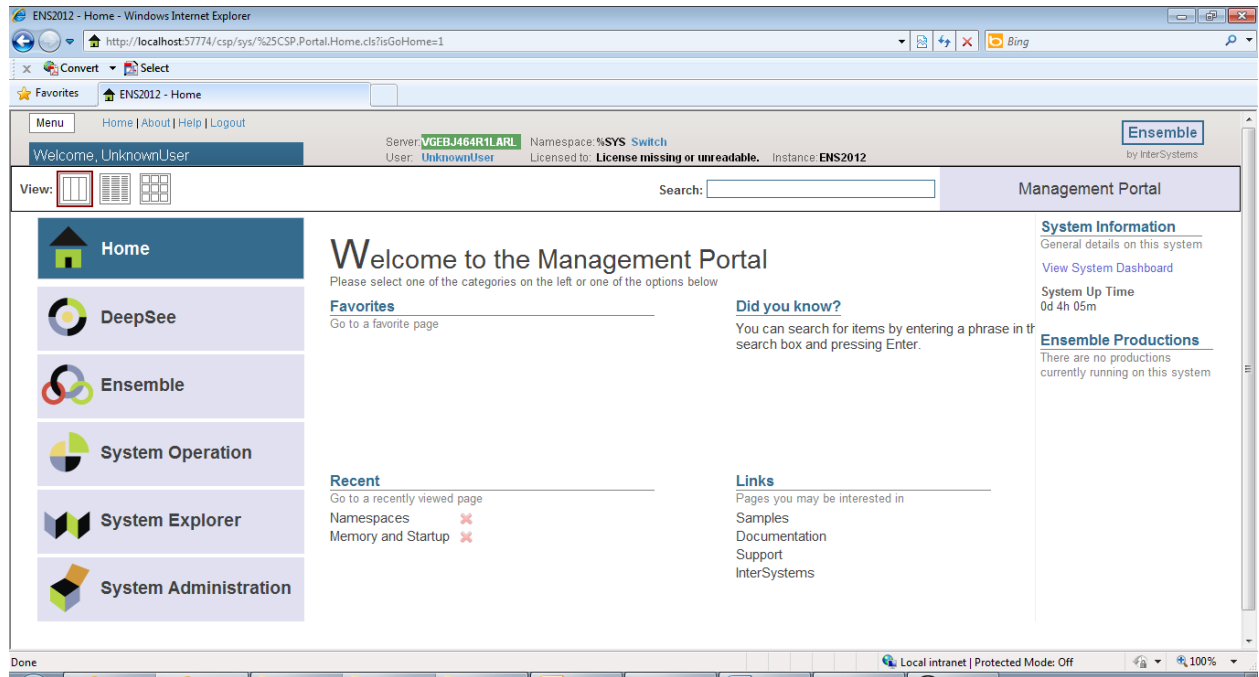 ENS2012 - Home - Windows Internet Explorer
http://localhost:57774/csp/sys/%25CSP.Portal.Home.cls?isGoHome=1
Bing
x Convert Select
Favorites ENS2012 - Home
Menu Home | About | Help | Logout
Server: VGEBJ464R1LARL Namespace: %SYS Switch
Ensemble
Welcome, UnknownUser
User: UnknownUser Licensed to: License missing or unreadable. Instance: ENS2012
by InterSystems
View: Search: Management Portal
Home
DeepSee
Ensemble
System Operation
System Explorer
System Administration
Welcome to the Management Portal
Please select one of the categories on the left or one of the options below
Favorites
Go to a favorite page
Did you know?
You can search for items by entering a phrase in th
search box and pressing Enter.
Recent
Go to a recently viewed page
Namespaces
Memory and Startup
Links
Pages you may be interested in
Samples
Documentation
Support
InterSystems
System Information
General details on this system
View System Dashboard
System Up Time
0d 4h 05m
Ensemble Productions
There are no productions
currently running on this system
Done Local intranet | Protected Mode: Off 100%